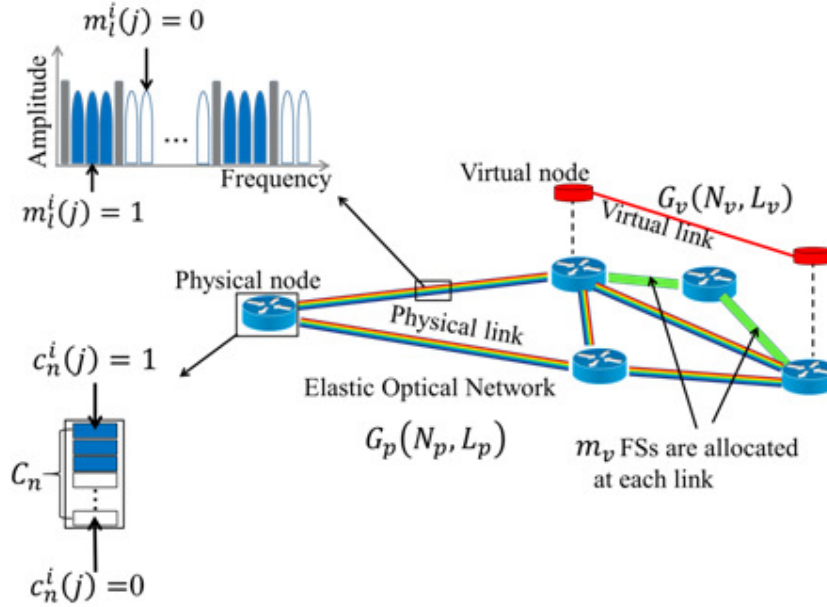 m_l^i(j) = 0
Amplitude
...
Frequency
m_l^i(j) = 1
Virtual node
G_v(N_v, L_v)
Virtual link
Physical node
Physical link
c_n^i(j) = 1
Elastic Optical Network
G_p(N_p, L_p)
m_v FSs are allocated
at each link
C_n
c_n^i(j) =0